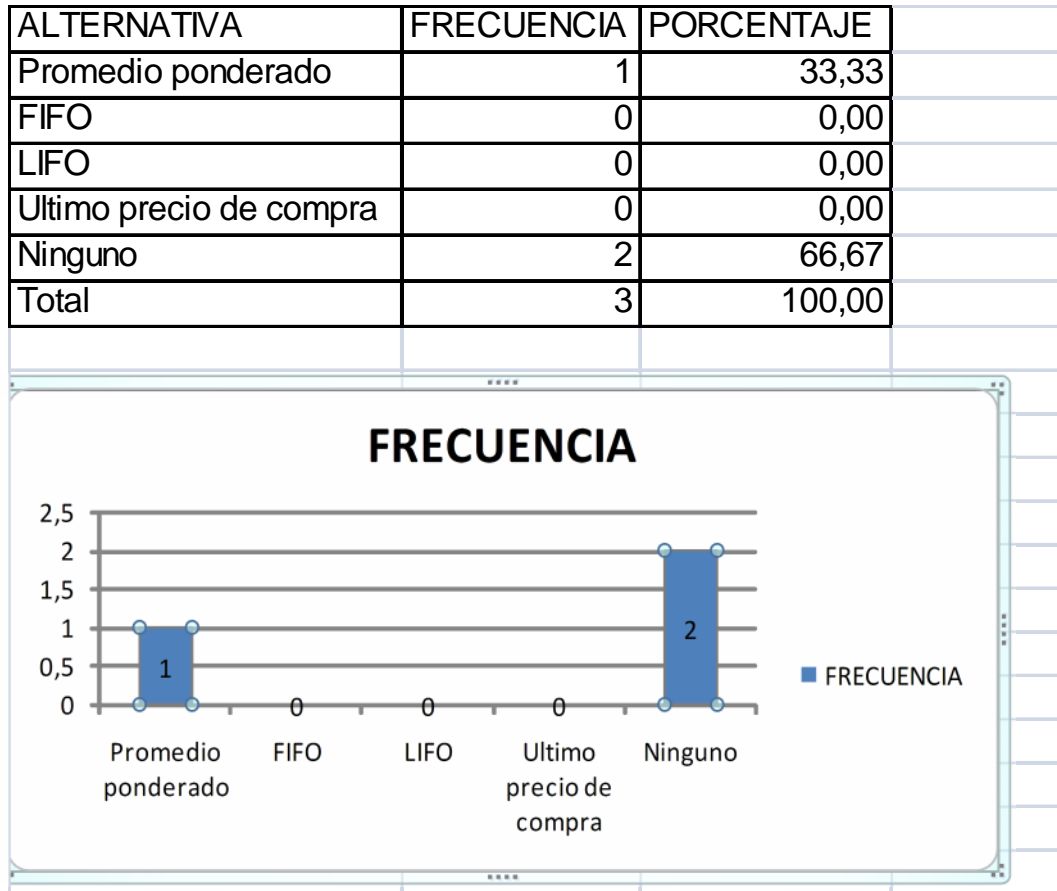 ALTERNATIVA FRECUENCIA PORCENTAJE
Promedio ponderado 1 33,33
FIFO 0 0,00
LIFO 0 0,00
Ultimo precio de compra 0 0,00
Ninguno 2 66,67
Total 3 100,00
FRECUENCIA
2,5
2
1,5
1
0,5
0
1
0
0
0
2
Promedio ponderado
FIFO
LIFO
Ultimo precio de compra
Ninguno
FRECUENCIA